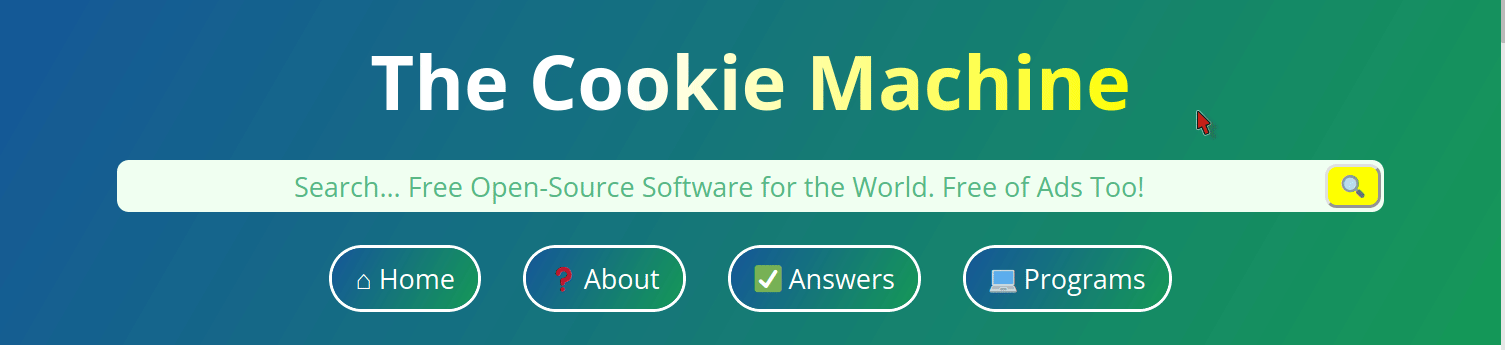 The Cookie Machine
Search... Free Open-Source Software for the World. Free of Ads Too!
⌂ Home ❓ About ✅ Answers 💻 Programs